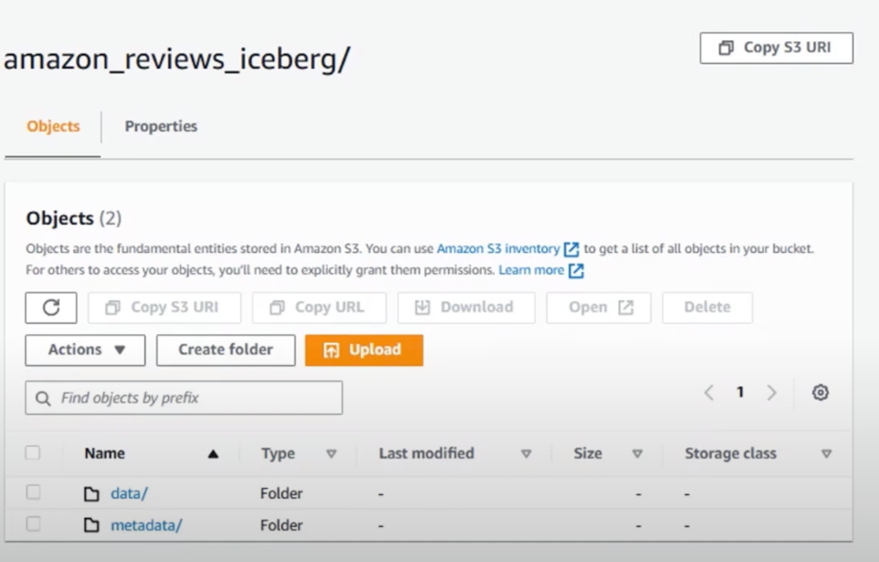 amazon_reviews_iceberg/
Copy S3 URI
Objects
Properties
Objects (2)
Objects are the fundamental entities stored in Amazon S3. You can use Amazon S3 inventory to get a list of all objects in your bucket.
For others to access your objects, you'll need to explicitly grant them permissions. Learn more
Copy S3 URI
Copy URL
Download
Open
Delete
Actions
Create folder
Upload
Find objects by prefix
1
Name Type Last modified Size Storage class
data/ Folder - - -
metadata/ Folder - - -